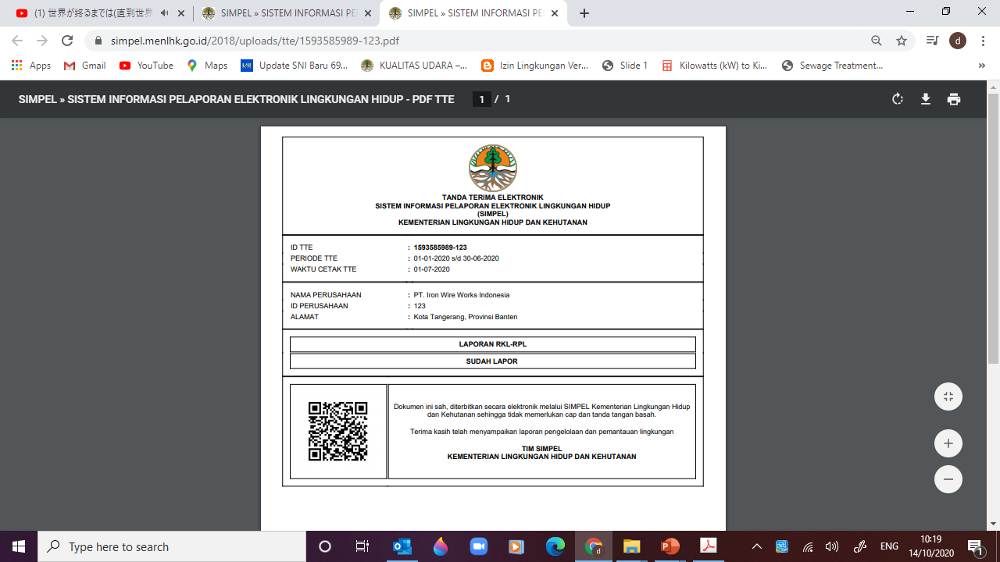 (1) 世界が終るまでは(直到世界
SIMPEL » SISTEM INFORMASI PE
SIMPEL » SISTEM INFORMASI PE
simpel.menlhk.go.id/2018/uploads/tte/1593585989-123.pdf
d
Apps
Gmail
YouTube
Maps
Update SNI Baru 69...
KUALITAS UDARA –...
Izin Lingkungan Ver...
Slide 1
Kilowatts (kW) to Ki...
Sewage Treatment...
»
SIMPEL » SISTEM INFORMASI PELAPORAN ELEKTRONIK LINGKUNGAN HIDUP - PDF TTE
1 / 1
TANDA TERIMA ELEKTRONIK
SISTEM INFORMASI PELAPORAN ELEKTRONIK LINGKUNGAN HIDUP
(SIMPEL)
KEMENTERIAN LINGKUNGAN HIDUP DAN KEHUTANAN
ID TTE : 1593585989-123
PERIODE TTE : 01-01-2020 s/d 30-06-2020
WAKTU CETAK TTE : 01-07-2020
NAMA PERUSAHAAN : PT. Iron Wire Works Indonesia
ID PERUSAHAAN : 123
ALAMAT : Kota Tangerang, Provinsi Banten
LAPORAN RKL-RPL
SUDAH LAPOR
Dokumen ini sah, diterbitkan secara elektronik melalui SIMPEL Kementerian Lingkungan Hidup
dan Kehutanan sehingga tidak memerlukan cap dan tanda tangan basah.
Terima kasih telah menyampaikan laporan pengelolaan dan pemantauan lingkungan
TIM SIMPEL
KEMENTERIAN LINGKUNGAN HIDUP DAN KEHUTANAN
Type here to search
ENG
10:19
14/10/2020
1